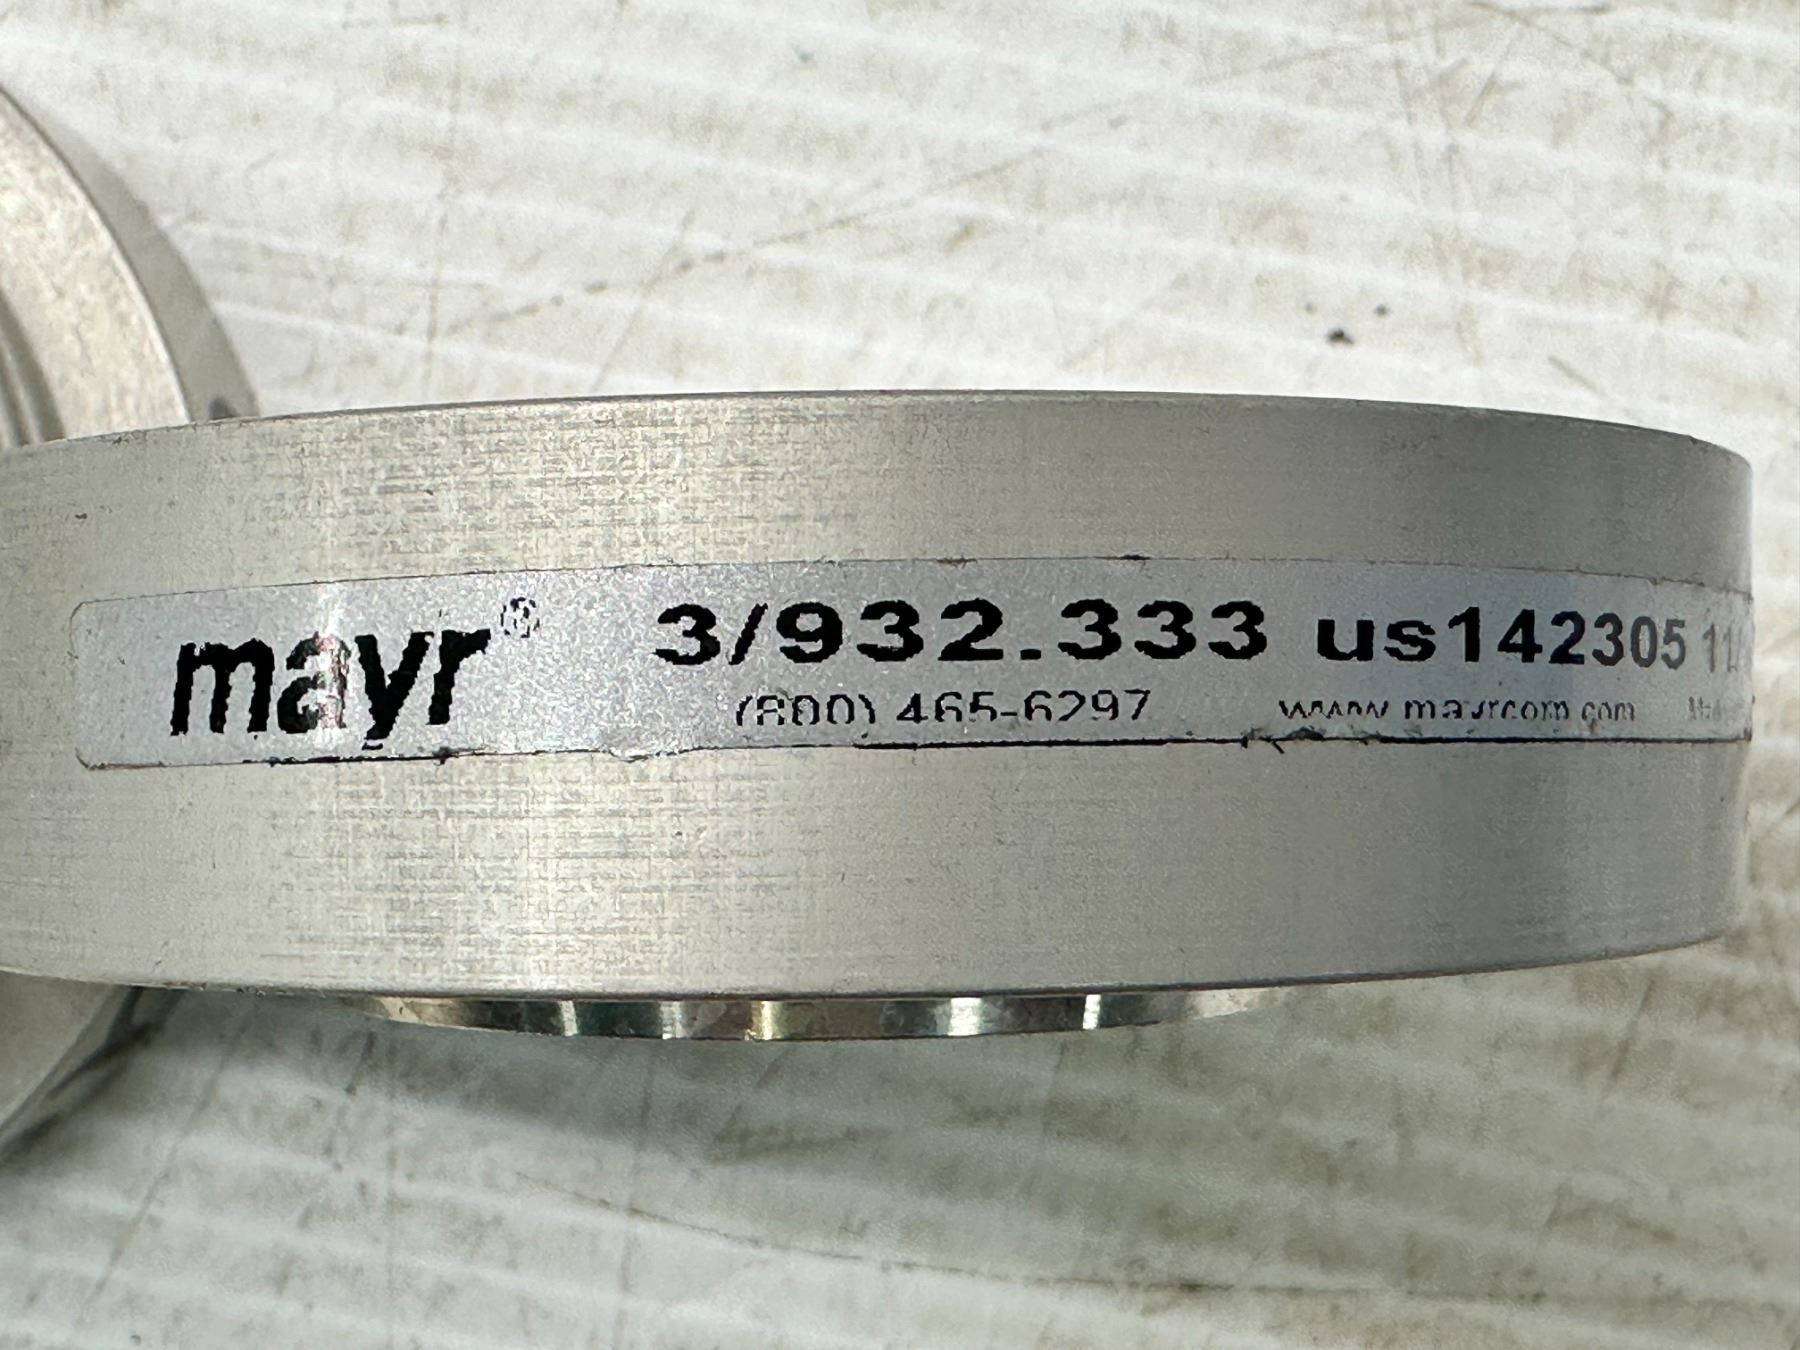 mayr® 3/932.333 us142305
(800) 465-6297 www.mayrcorp.com